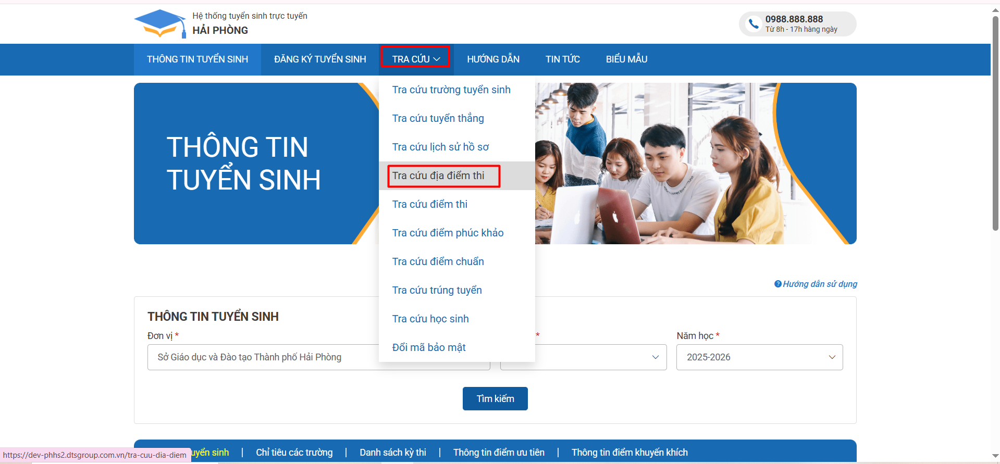 Hệ thống tuyển sinh trực tuyến
HẢI PHÒNG
0988.888.888
Từ 8h - 17h hàng ngày
THÔNG TIN TUYỂN SINH
ĐĂNG KÝ TUYỂN SINH
TRA CỨU
HƯỚNG DẪN
TIN TỨC
BIỂU MẪU
Tra cứu trường tuyển sinh
Tra cứu tuyển thẳng
Tra cứu lịch sử hồ sơ
Tra cứu địa điểm thi
Tra cứu điểm thi
Tra cứu điểm phúc khảo
Tra cứu điểm chuẩn
Tra cứu trúng tuyển
Tra cứu học sinh
Đổi mã bảo mật
THÔNG TIN
TUYỂN SINH
Hướng dẫn sử dụng
THÔNG TIN TUYỂN SINH
Đơn vị *
*
Năm học *
Sở Giáo dục và Đào tạo Thành phố Hải Phòng
2025-2026
Tìm kiếm
uyển sinh | Chỉ tiêu các trường | Danh sách kỳ thi | Thông tin điểm ưu tiên | Thông tin điểm khuyến khích
https://dev-phhs2.dtsgroup.com.vn/tra-cuu-dia-diem